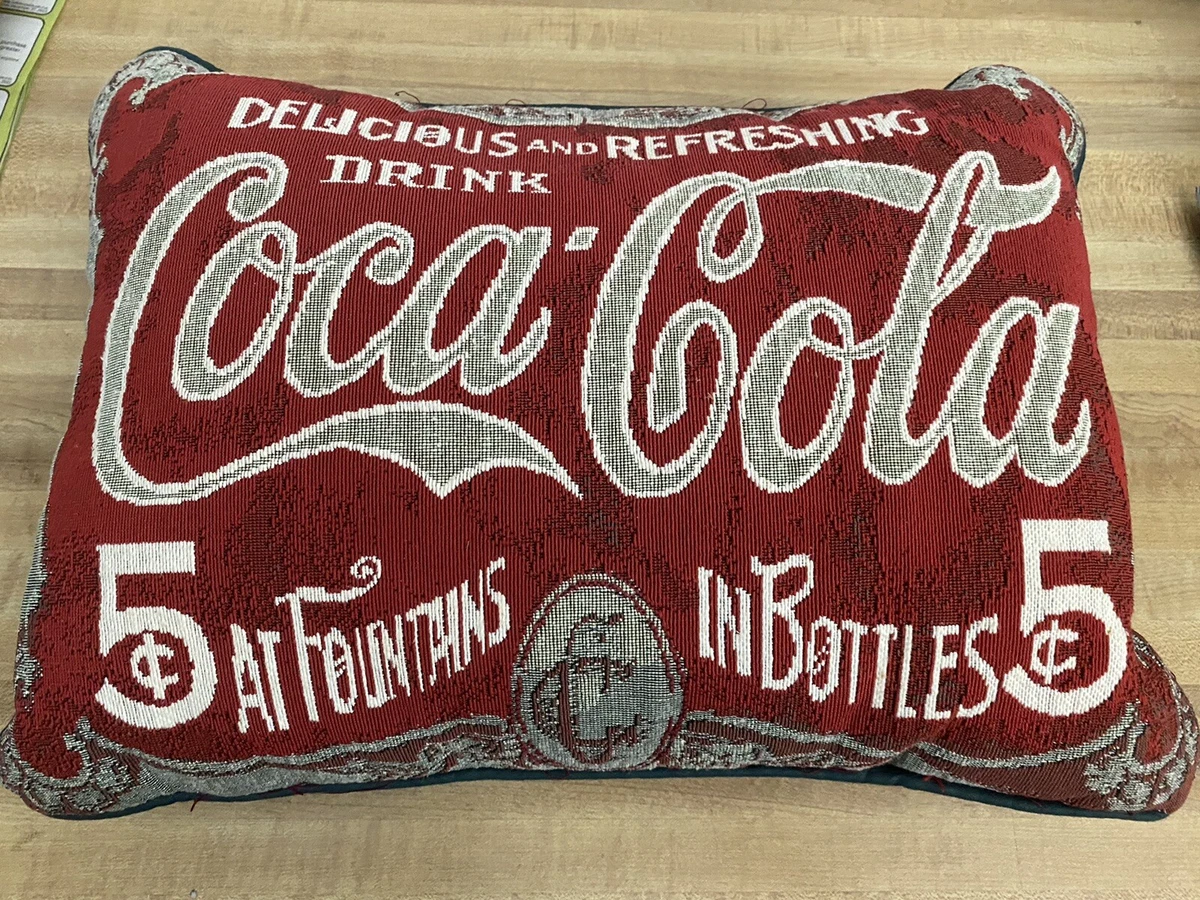 DELICIOUS AND REFRESHING
DRINK
Coca-Cola
5¢ AT FOUNTAINS IN BOTTLES 5¢